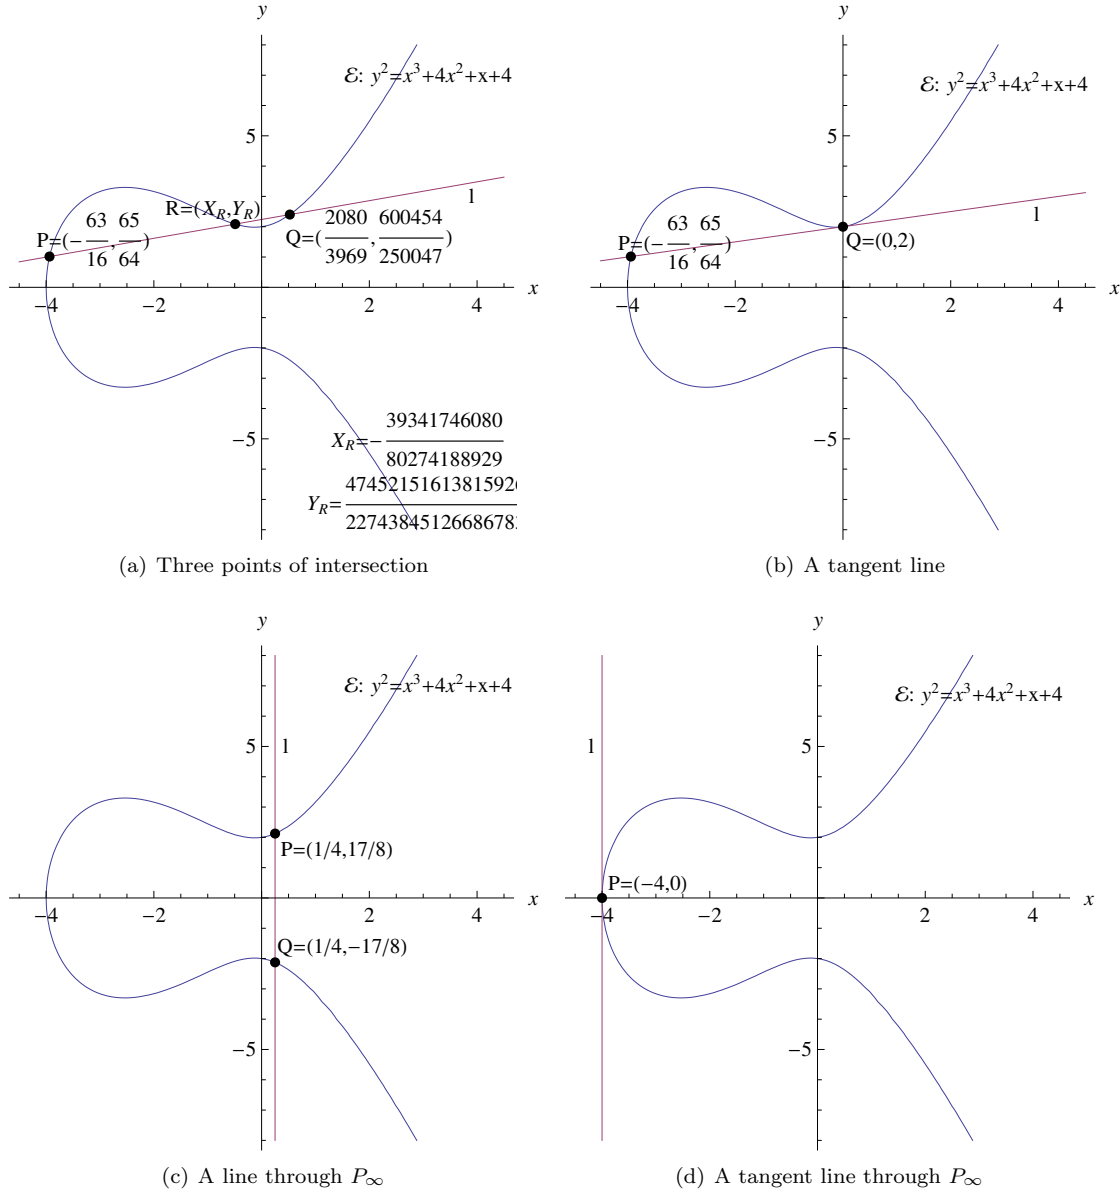 y
ℰ: y²=x³+4x²+x+4
5
l
R=(X_R,Y_R)
P=(−63/16,65/64)
Q=(2080/3969,600454/250047)
x
−4 −2 2 4
−5
X_R=−39341746080/80274188929
Y_R=
(a) Three points of intersection
y
ℰ: y²=x³+4x²+x+4
5
l
P=(−63/16,65/64)
Q=(0,2)
x
−4 −2 2 4
−5
(b) A tangent line
y
ℰ: y²=x³+4x²+x+4
5
l
P=(1/4,17/8)
x
−4 −2 2 4
Q=(1/4,−17/8)
−5
(c) A line through P∞
y
ℰ: y²=x³+4x²+x+4
l
5
P=(−4,0)
x
−4 −2 2 4
−5
(d) A tangent line through P∞